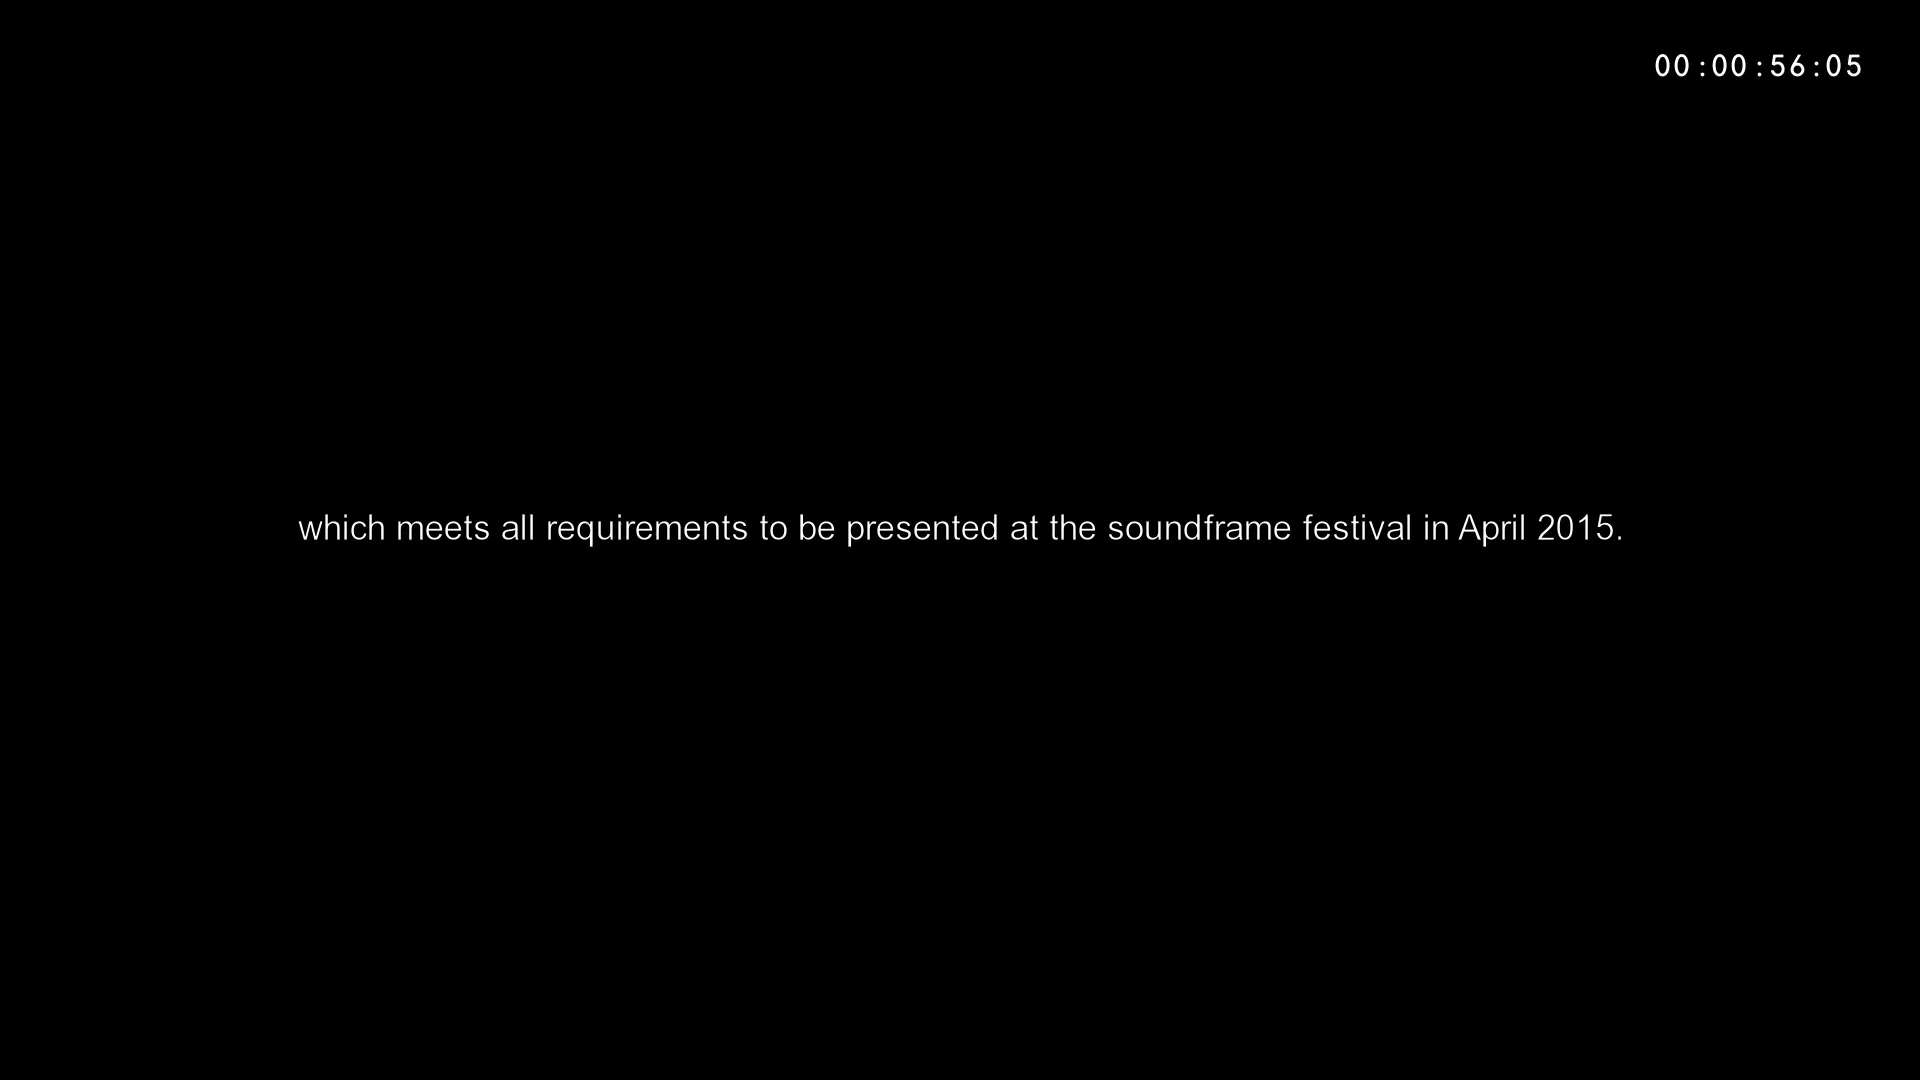 00:00:56:05
which meets all requirements to be presented at the soundframe festival in April 2015.